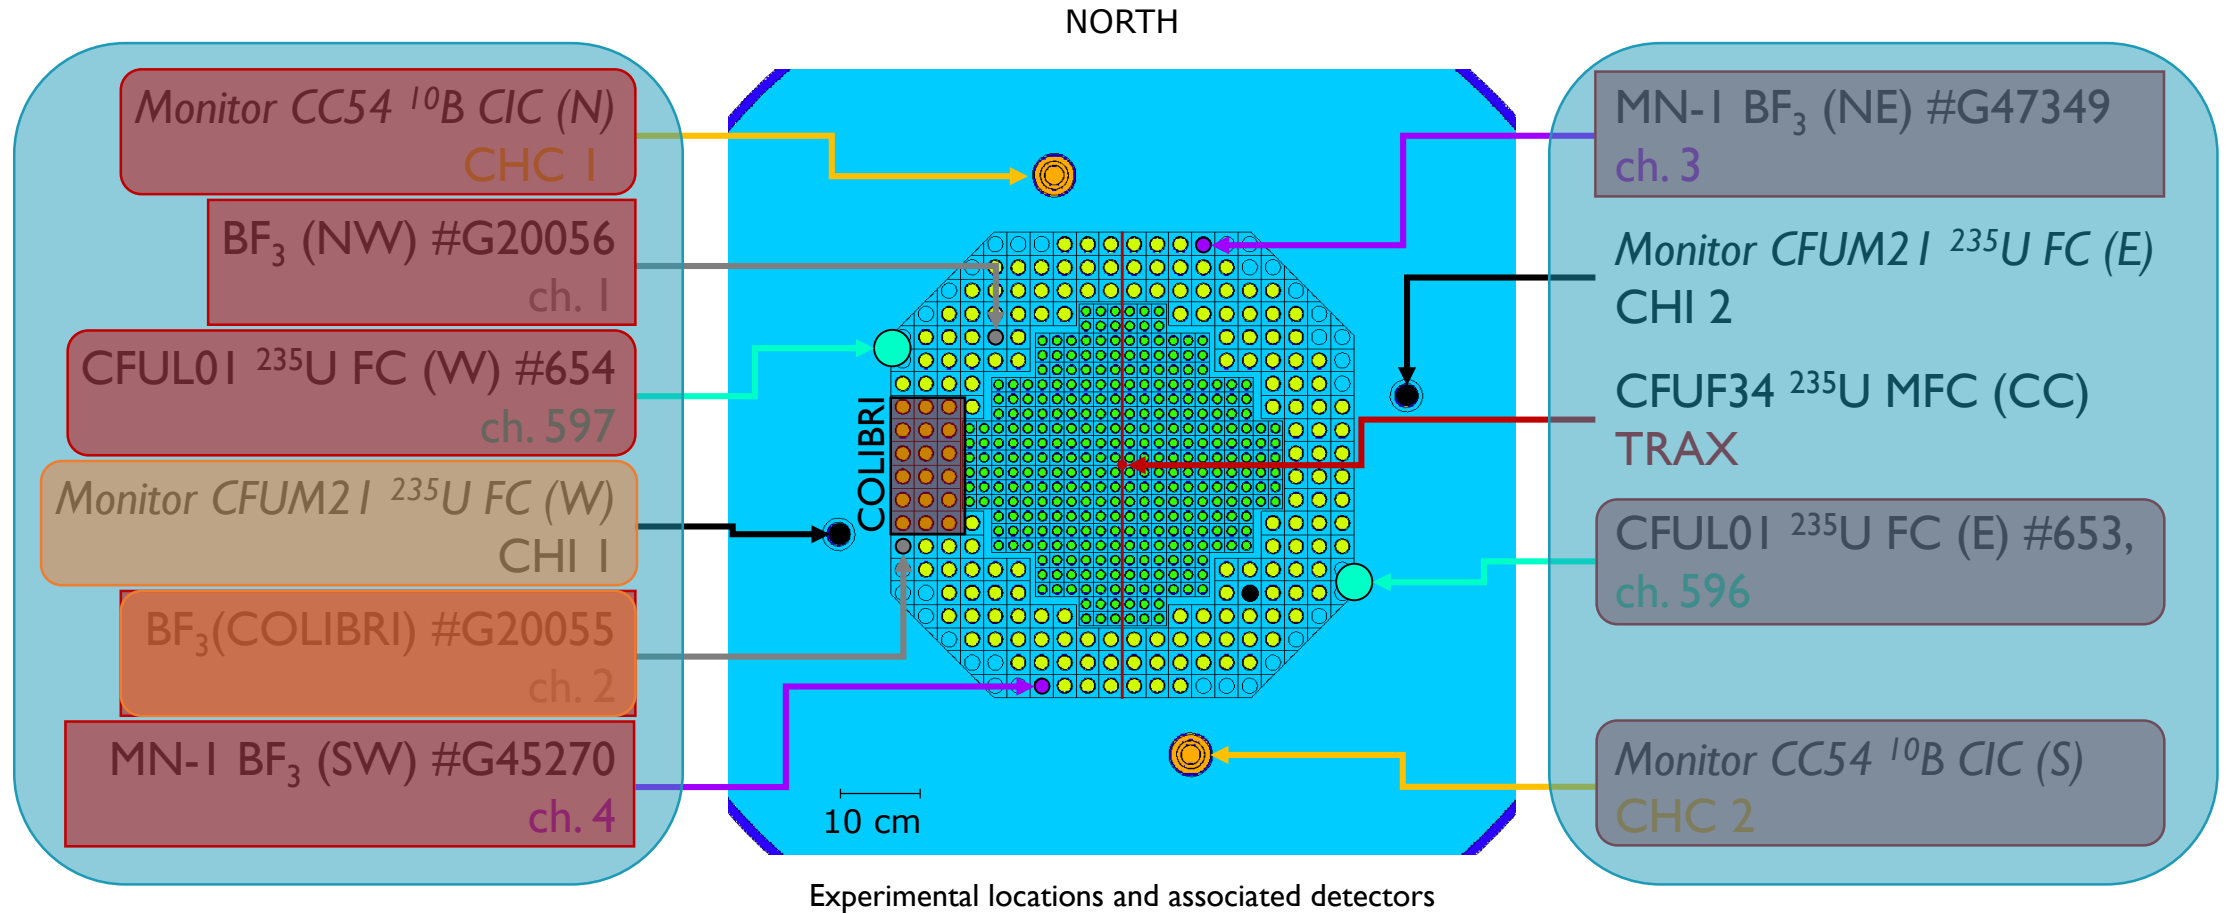 NORTH
Monitor CC54 ¹⁰B CIC (N)
CHC 1
BF₃ (NW) #G20056
ch. 1
CFUL01 ²³⁵U FC (W) #654
ch. 597
Monitor CFUM21 ²³⁵U FC (W)
CHI 1
BF₃(COLIBRI) #G20055
ch. 2
MN-1 BF₃ (SW) #G45270
ch. 4
COLIBRI
10 cm
MN-1 BF₃ (NE) #G47349
ch. 3
Monitor CFUM21 ²³⁵U FC (E)
CHI 2
CFUF34 ²³⁵U MFC (CC)
TRAX
CFUL01 ²³⁵U FC (E) #653,
ch. 596
Monitor CC54 ¹⁰B CIC (S)
CHC 2
Experimental locations and associated detectors